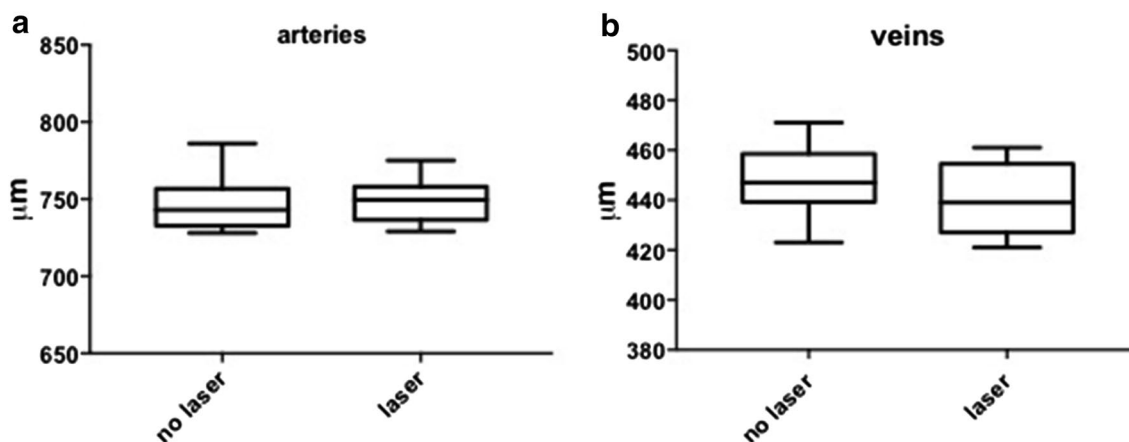 a
arteries
850
800
750
700
650
μm
no laser
laser
b
veins
500
480
460
440
420
400
380
μm
no laser
laser